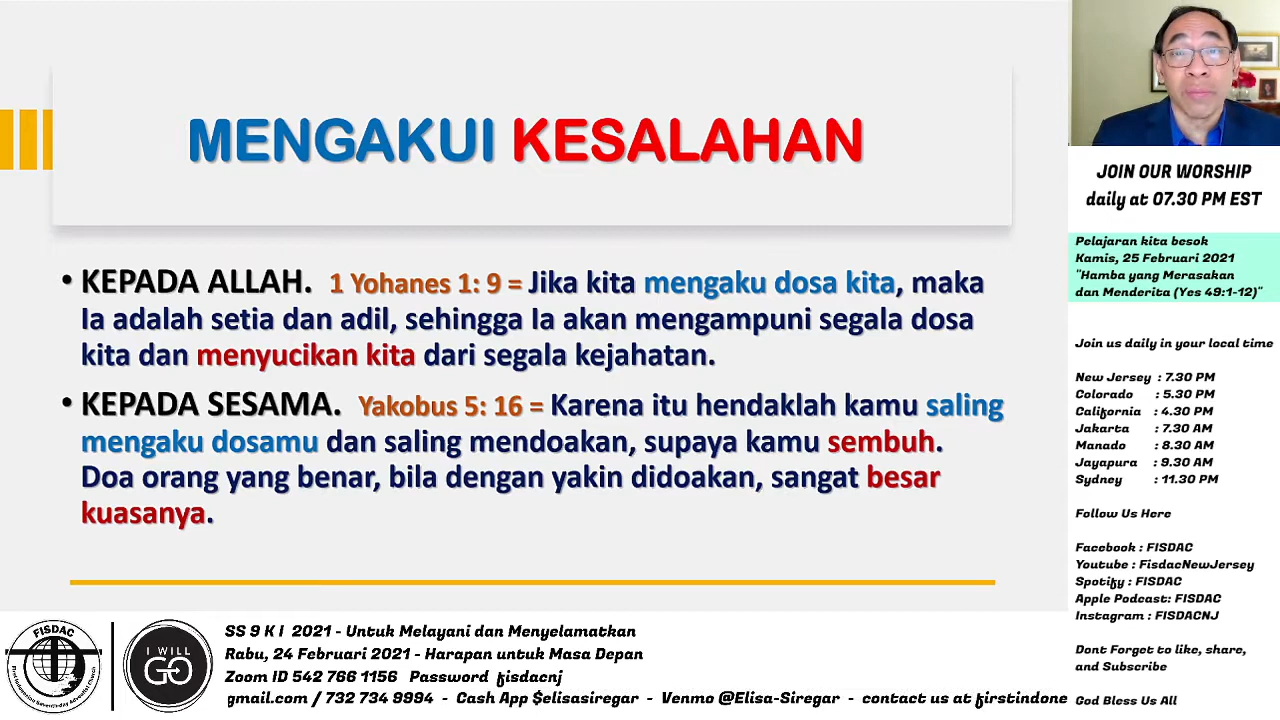 MENGAKUI KESALAHAN
• KEPADA ALLAH. 1 Yohanes 1: 9 = Jika kita mengaku dosa kita, maka
Ia adalah setia dan adil, sehingga Ia akan mengampuni segala dosa
kita dan menyucikan kita dari segala kejahatan.
• KEPADA SESAMA. Yakobus 5: 16 = Karena itu hendaklah kamu saling
mengaku dosamu dan saling mendoakan, supaya kamu sembuh.
Doa orang yang benar, bila dengan yakin didoakan, sangat besar
kuasanya.
JOIN OUR WORSHIP
daily at 07.30 PM EST
Pelajaran kita besok
Kamis, 25 Februari 2021
"Hamba yang Merasakan
dan Menderita (Yes 49:1-12)"
Join us daily in your local time
New Jersey : 7.30 PM
Colorado : 5.30 PM
California : 4.30 PM
Jakarta : 7.30 AM
Manado : 8.30 AM
Jayapura : 9.30 AM
Sydney : 11.30 PM
Follow Us Here
Facebook : FISDAC
Youtube : FisdacNewJersey
Spotify : FISDAC
Apple Podcast: FISDAC
Instagram : FISDACNJ
Dont Forget to like, share,
and Subscribe
God Bless Us All
FISDAC
I WILL
GO
SS 9 K I 2021 - Untuk Melayani dan Menyelamatkan
Rabu, 24 Februari 2021 - Harapan untuk Masa Depan
Zoom ID 542 766 1156 Password fisdacnj
gmail.com / 732 734 9994 - Cash App $elisasiregar - Venmo @Elisa-Siregar - contact us at firstindone